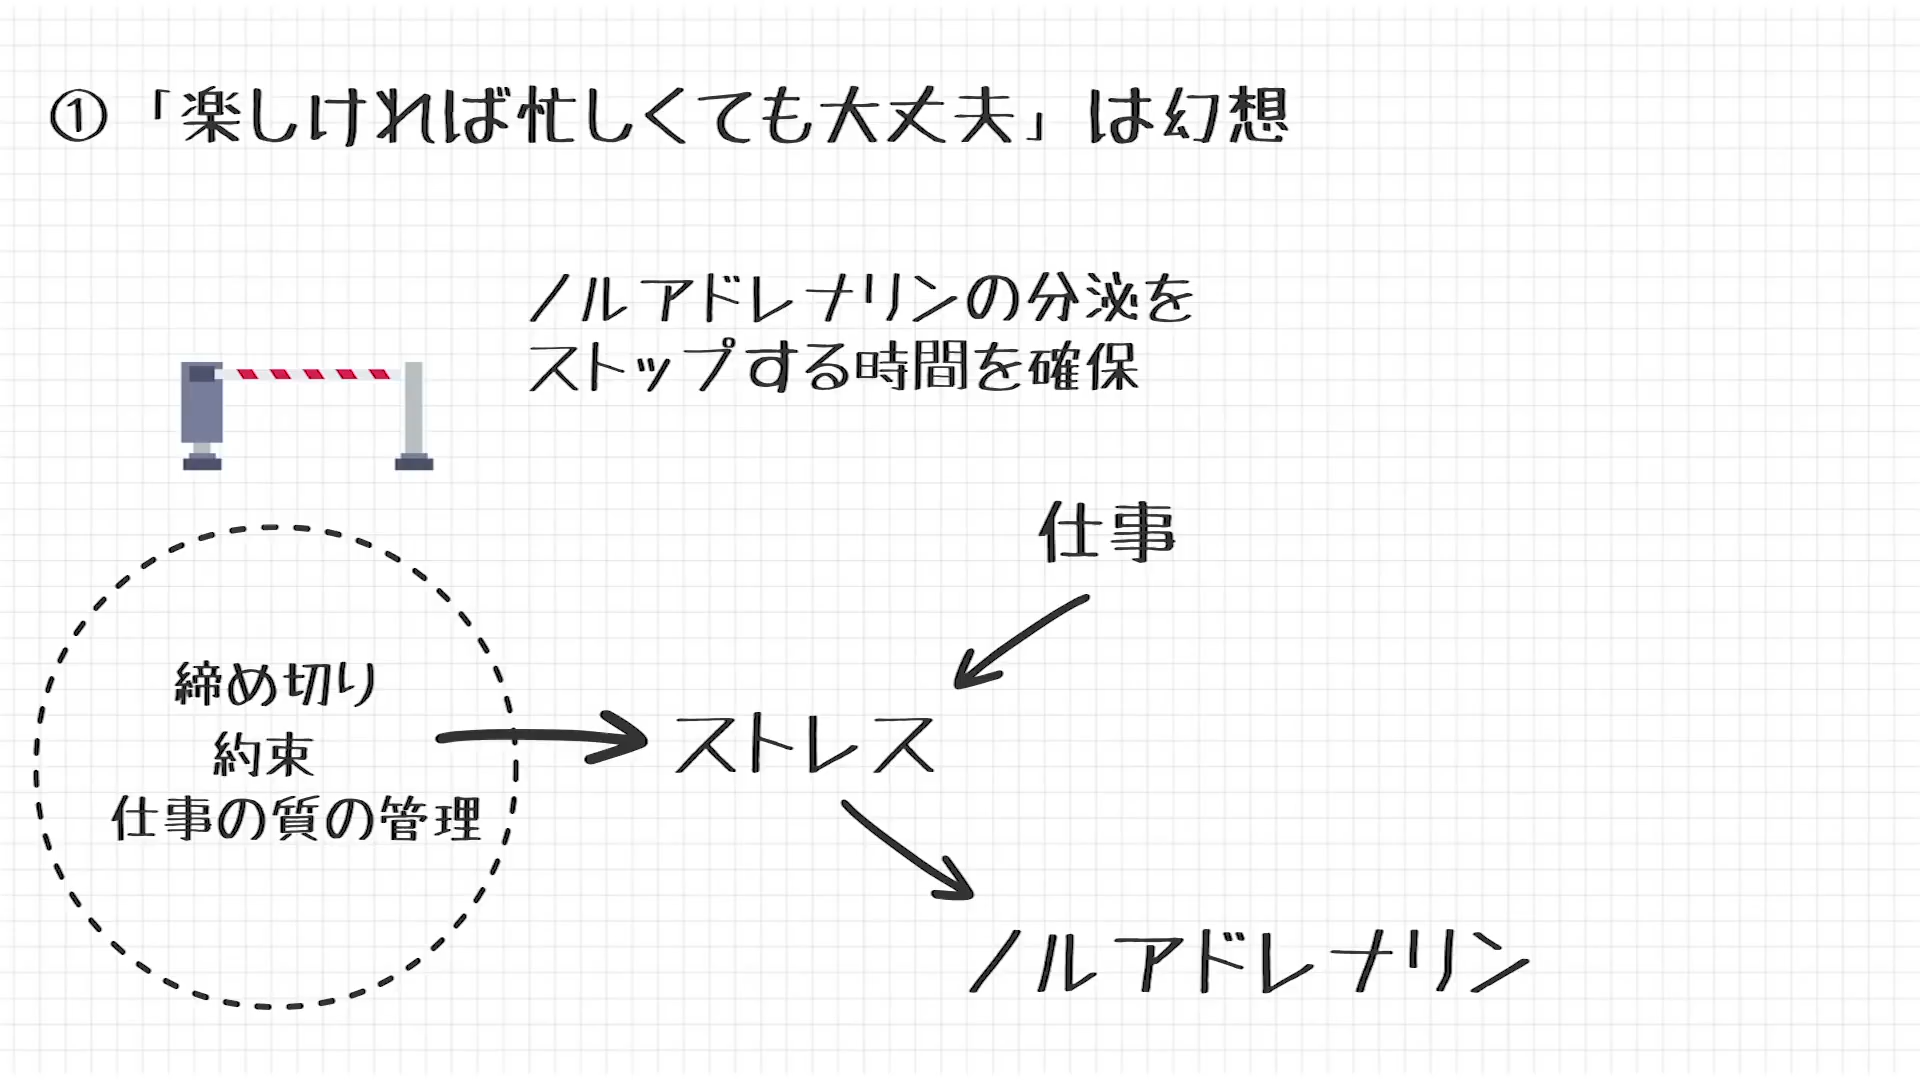 ①「楽しければ忙しくても大丈夫」は幻想
ノルアドレナリンの分泌を
ストップする時間を確保
仕事
締め切り
約束
仕事の質の管理
ストレス
ノルアドレナリン